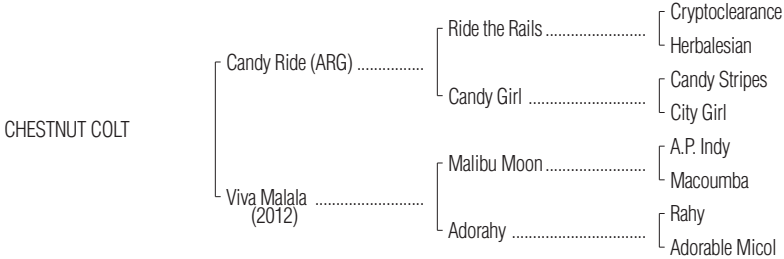 Cryptoclearance
Ride the Rails ........................
Herbalesian
Candy Ride (ARG) ................
Candy Stripes
Candy Girl ............................
City Girl
CHESTNUT COLT
A.P. Indy
Malibu Moon ........................
Macoumba
Viva Malala ..........................
(2012)
Rahy
Adorahy ................................
Adorable Micol